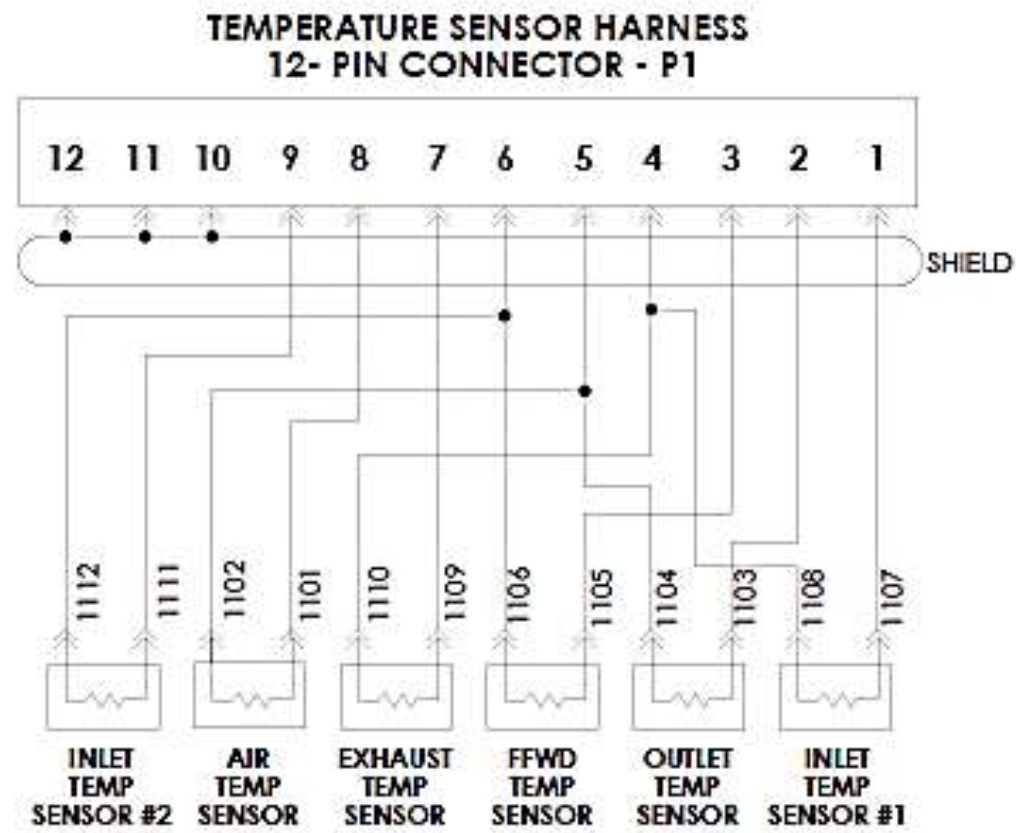 TEMPERATURE SENSOR HARNESS
12- PIN CONNECTOR - P1
12 11 10 9 8 7 6 5 4 3 2 1
SHIELD
1112 1111 1102 1101 1110 1109 1106 1105 1104 1103 1108 1107
INLET TEMP SENSOR #2
AIR TEMP SENSOR
EXHAUST TEMP SENSOR
FFWD TEMP SENSOR
OUTLET TEMP SENSOR
INLET TEMP SENSOR #1